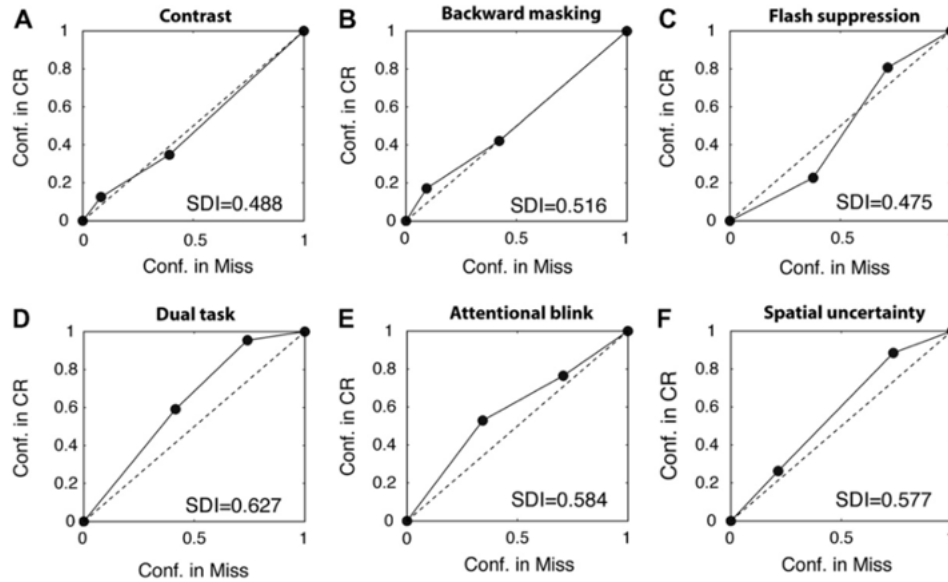 A Contrast
1
0.8
0.6
0.4
0.2
0
Conf. in CR
SDI=0.488
0 0.5 1
Conf. in Miss
B Backward masking
1
0.8
0.6
0.4
0.2
0
Conf. in CR
SDI=0.516
0 0.5 1
Conf. in Miss
C Flash suppression
1
0.8
0.6
0.4
0.2
0
Conf. in CR
SDI=0.475
0 0.5 1
Conf. in Miss
D Dual task
1
0.8
0.6
0.4
0.2
0
Conf. in CR
SDI=0.627
0 0.5 1
Conf. in Miss
E Attentional blink
1
0.8
0.6
0.4
0.2
0
Conf. in CR
SDI=0.584
0 0.5 1
Conf. in Miss
F Spatial uncertainty
1
0.8
0.6
0.4
0.2
0
Conf. in CR
SDI=0.577
0 0.5 1
Conf. in Miss